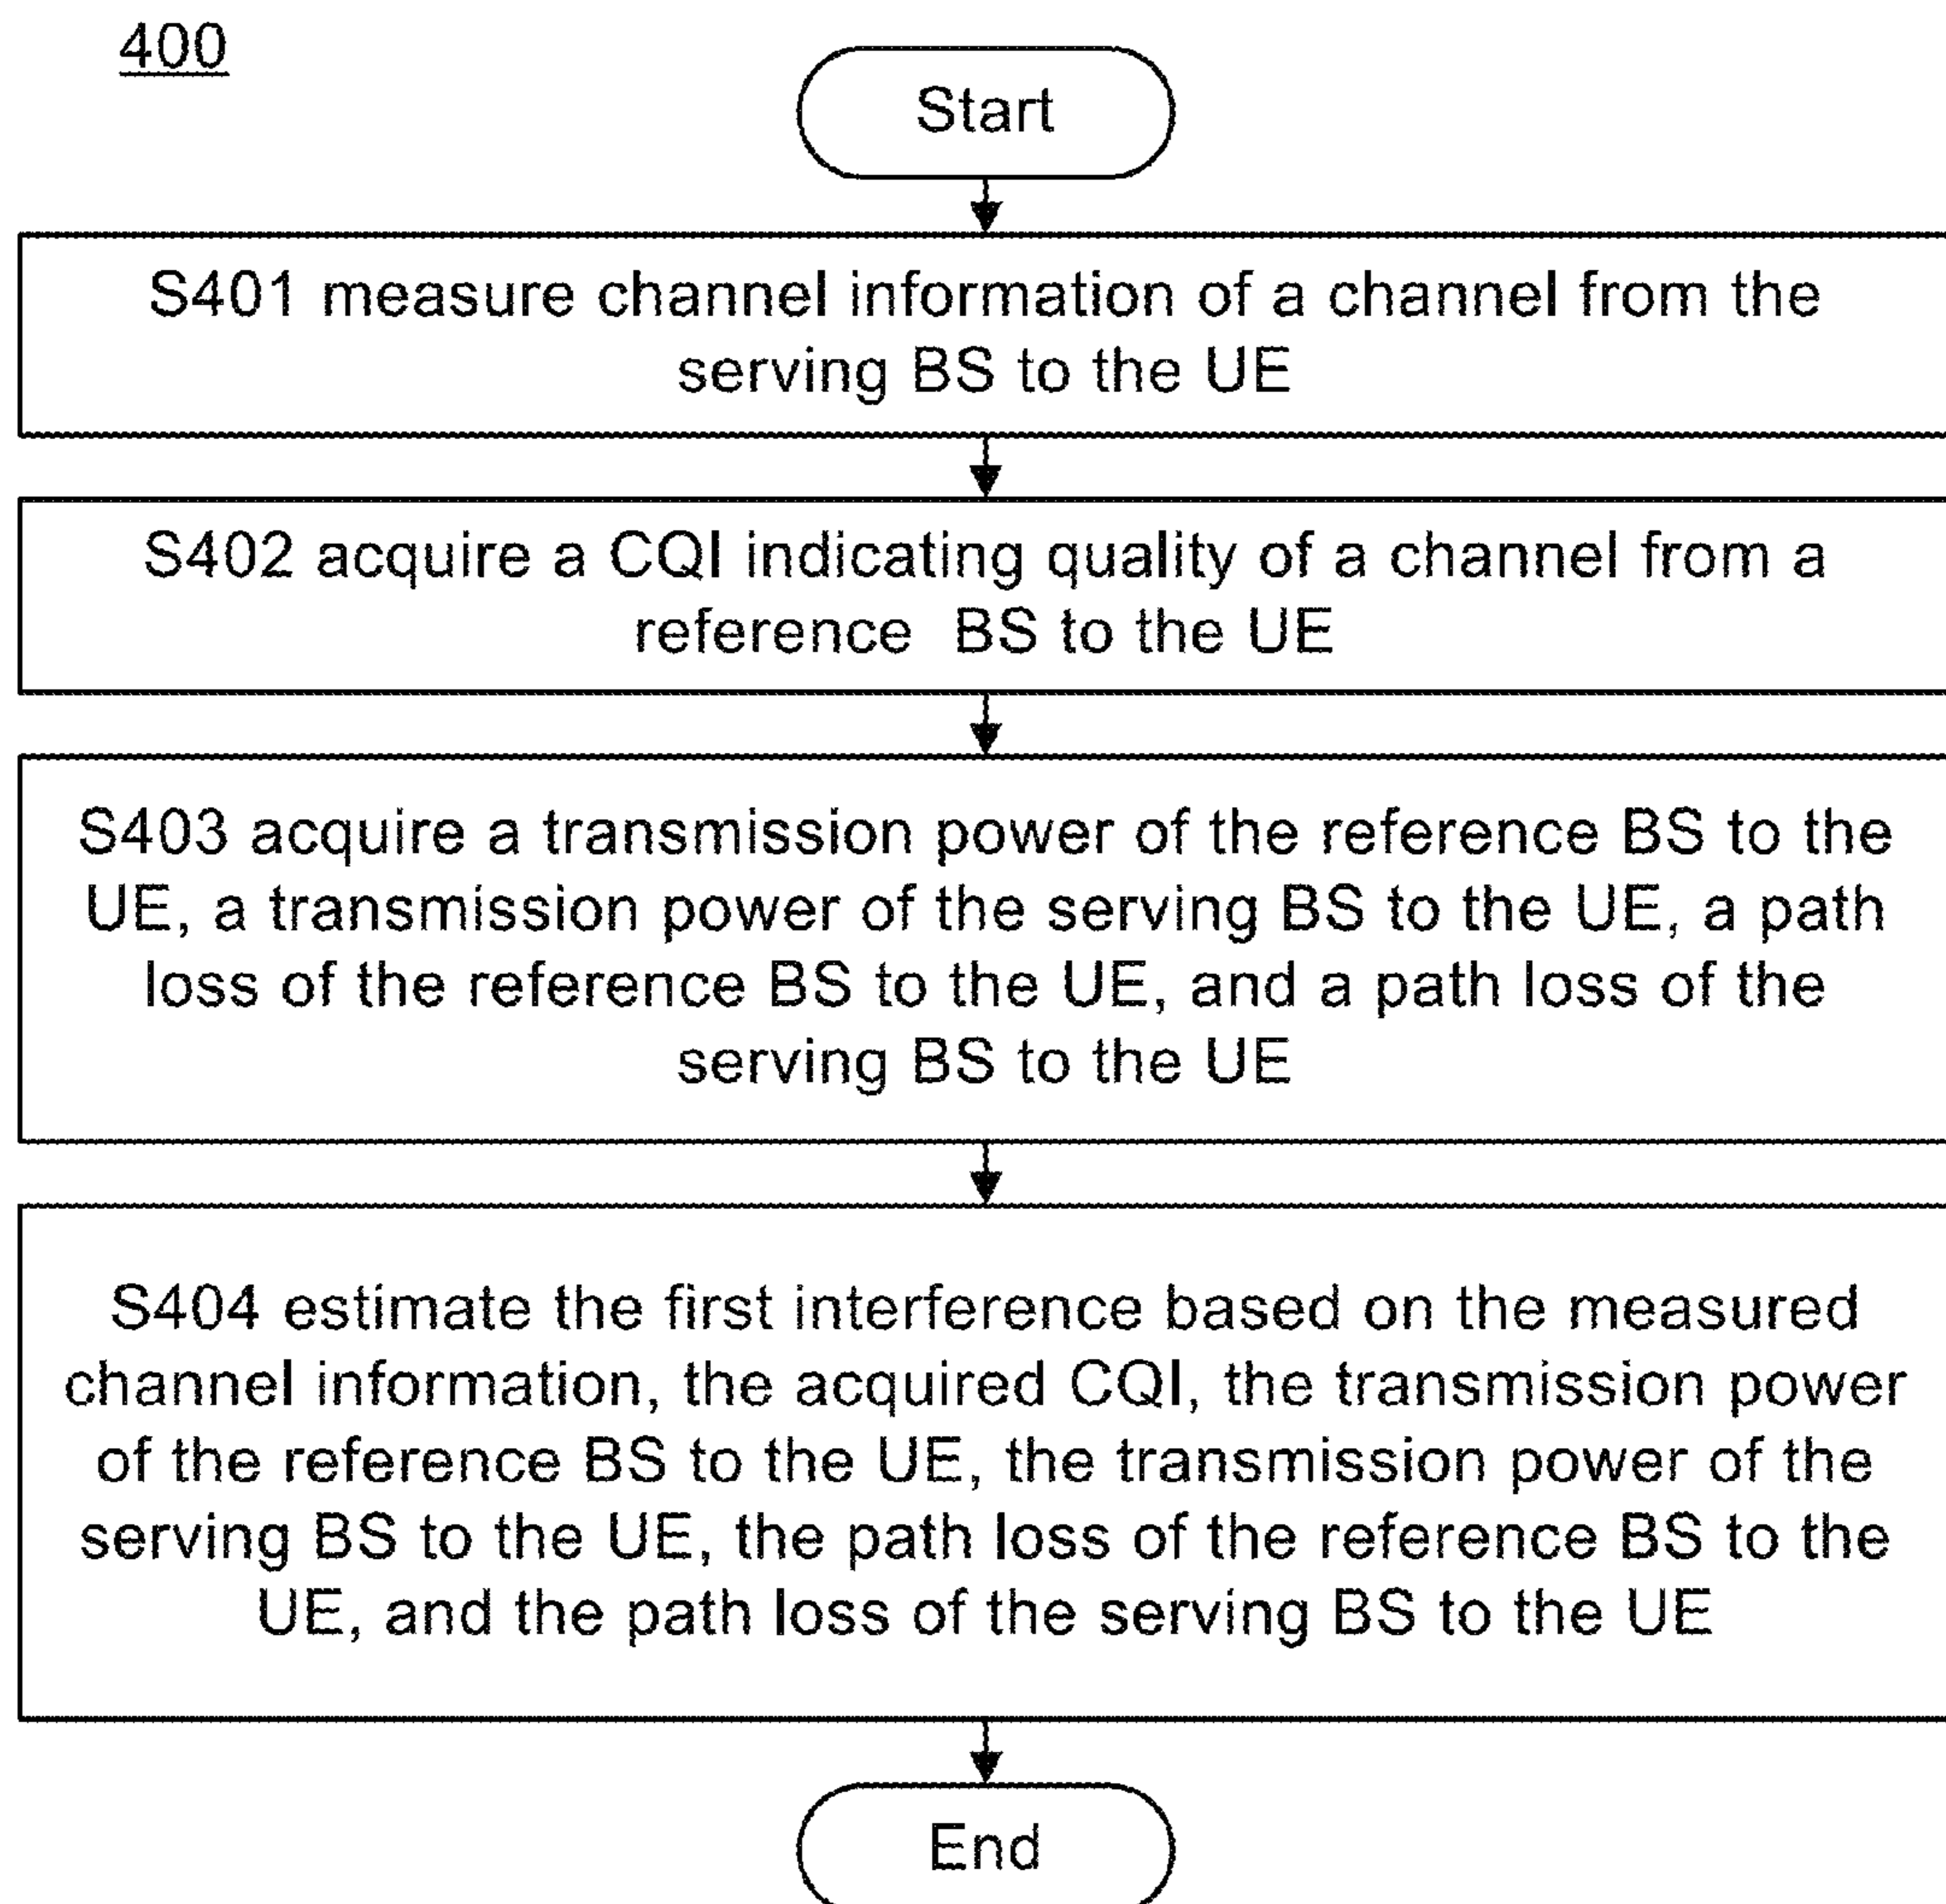 400
Start
S401 measure channel information of a channel from the
serving BS to the UE
S402 acquire a CQI indicating quality of a channel from a
reference BS to the UE
S403 acquire a transmission power of the reference BS to the
UE, a transmission power of the serving BS to the UE, a path
loss of the reference BS to the UE, and a path loss of the
serving BS to the UE
S404 estimate the first interference based on the measured
channel information, the acquired CQI, the transmission power
of the reference BS to the UE, the transmission power of the
serving BS to the UE, the path loss of the reference BS to the
UE, and the path loss of the serving BS to the UE
End